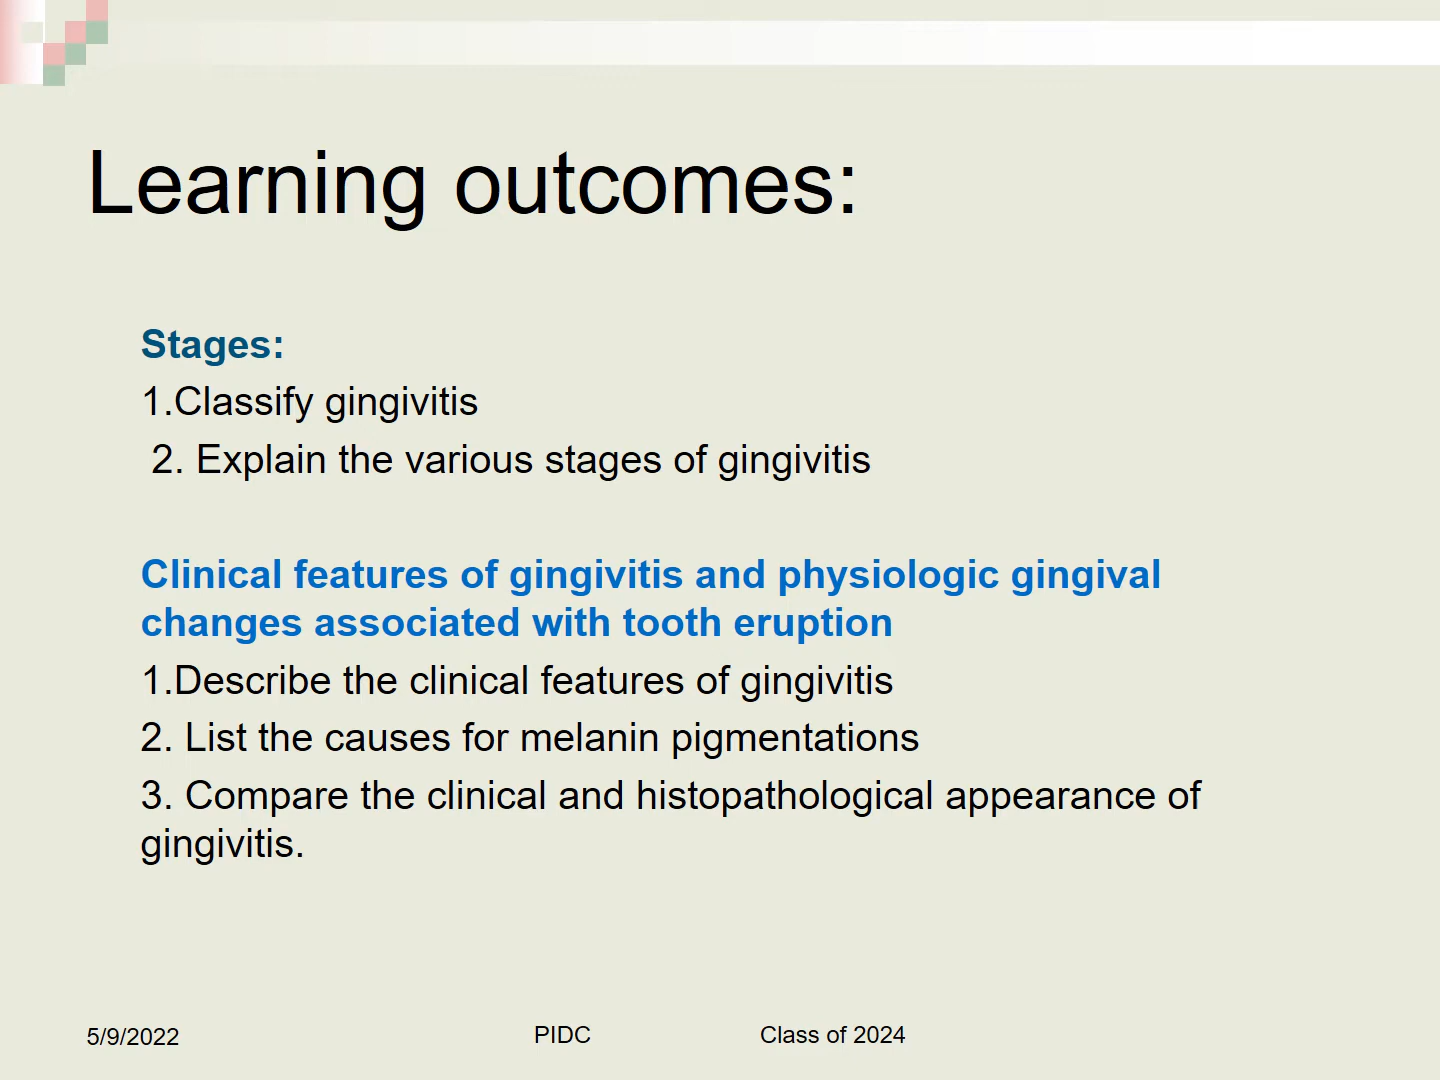 Learning outcomes:
Stages:
1.Classify gingivitis
2. Explain the various stages of gingivitis
Clinical features of gingivitis and physiologic gingival
changes associated with tooth eruption
1.Describe the clinical features of gingivitis
2. List the causes for melanin pigmentations
3. Compare the clinical and histopathological appearance of
gingivitis.
5/9/2022 PIDC Class of 2024